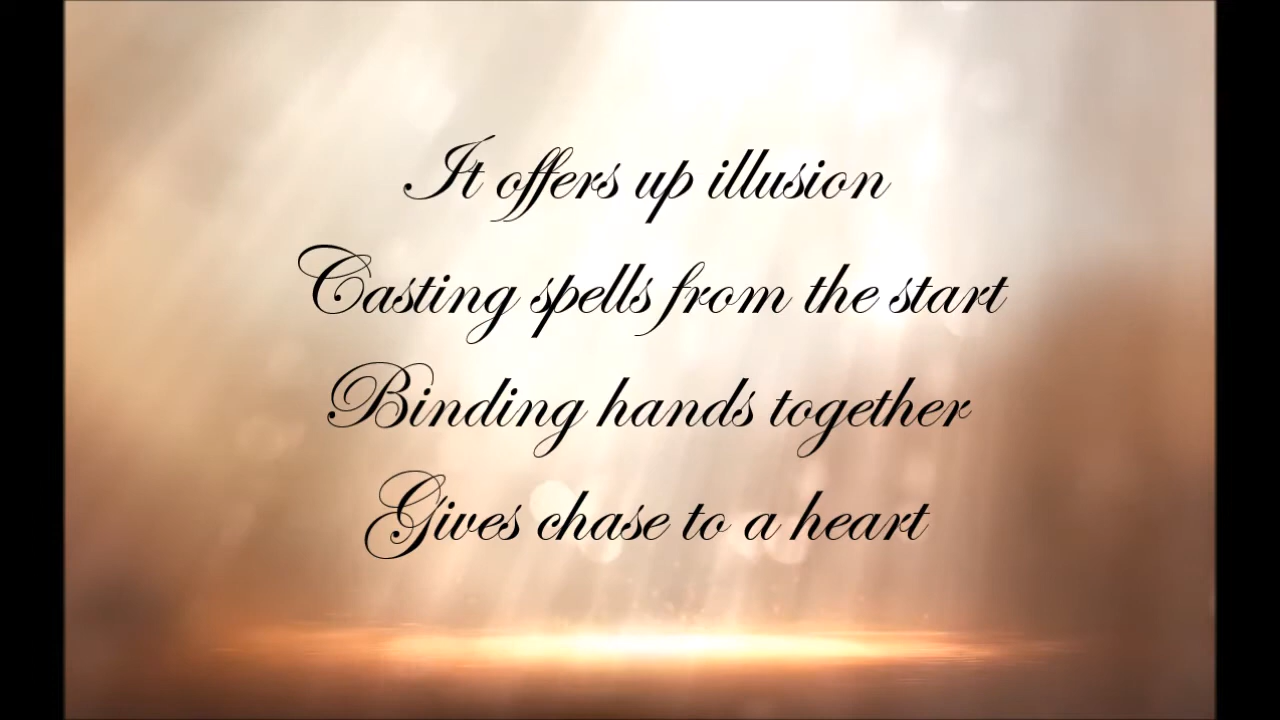 It offers up illusion
Casting spells from the start
Binding hands together
Gives chase to a heart